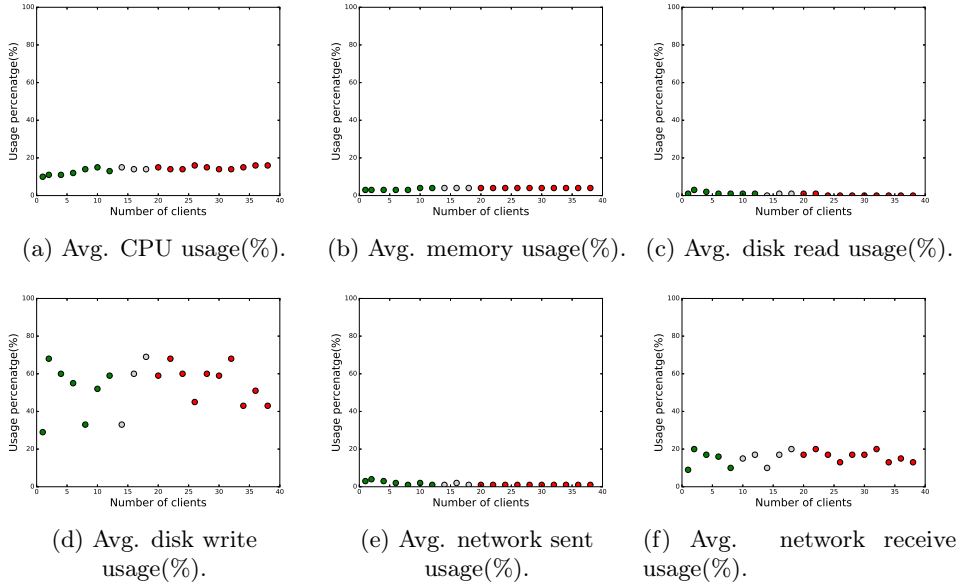 100
80
60
40
20
0
Usage percenatge(%)
0 5 10 15 20 25 30 35 40
Number of clients
(a) Avg. CPU usage(%).
100
80
60
40
20
0
Usage percenatge(%)
0 5 10 15 20 25 30 35 40
Number of clients
(b) Avg. memory usage(%).
100
80
60
40
20
0
Usage percenatge(%)
0 5 10 15 20 25 30 35 40
Number of clients
(c) Avg. disk read usage(%).
100
80
60
40
20
0
Usage percenatge(%)
0 5 10 15 20 25 30 35 40
Number of clients
(d) Avg. disk write
usage(%).
100
80
60
40
20
0
Usage percenatge(%)
0 5 10 15 20 25 30 35 40
Number of clients
(e) Avg. network sent
usage(%).
100
80
60
40
20
0
Usage percenatge(%)
0 5 10 15 20 25 30 35 40
Number of clients
(f) Avg. network receive
usage(%).